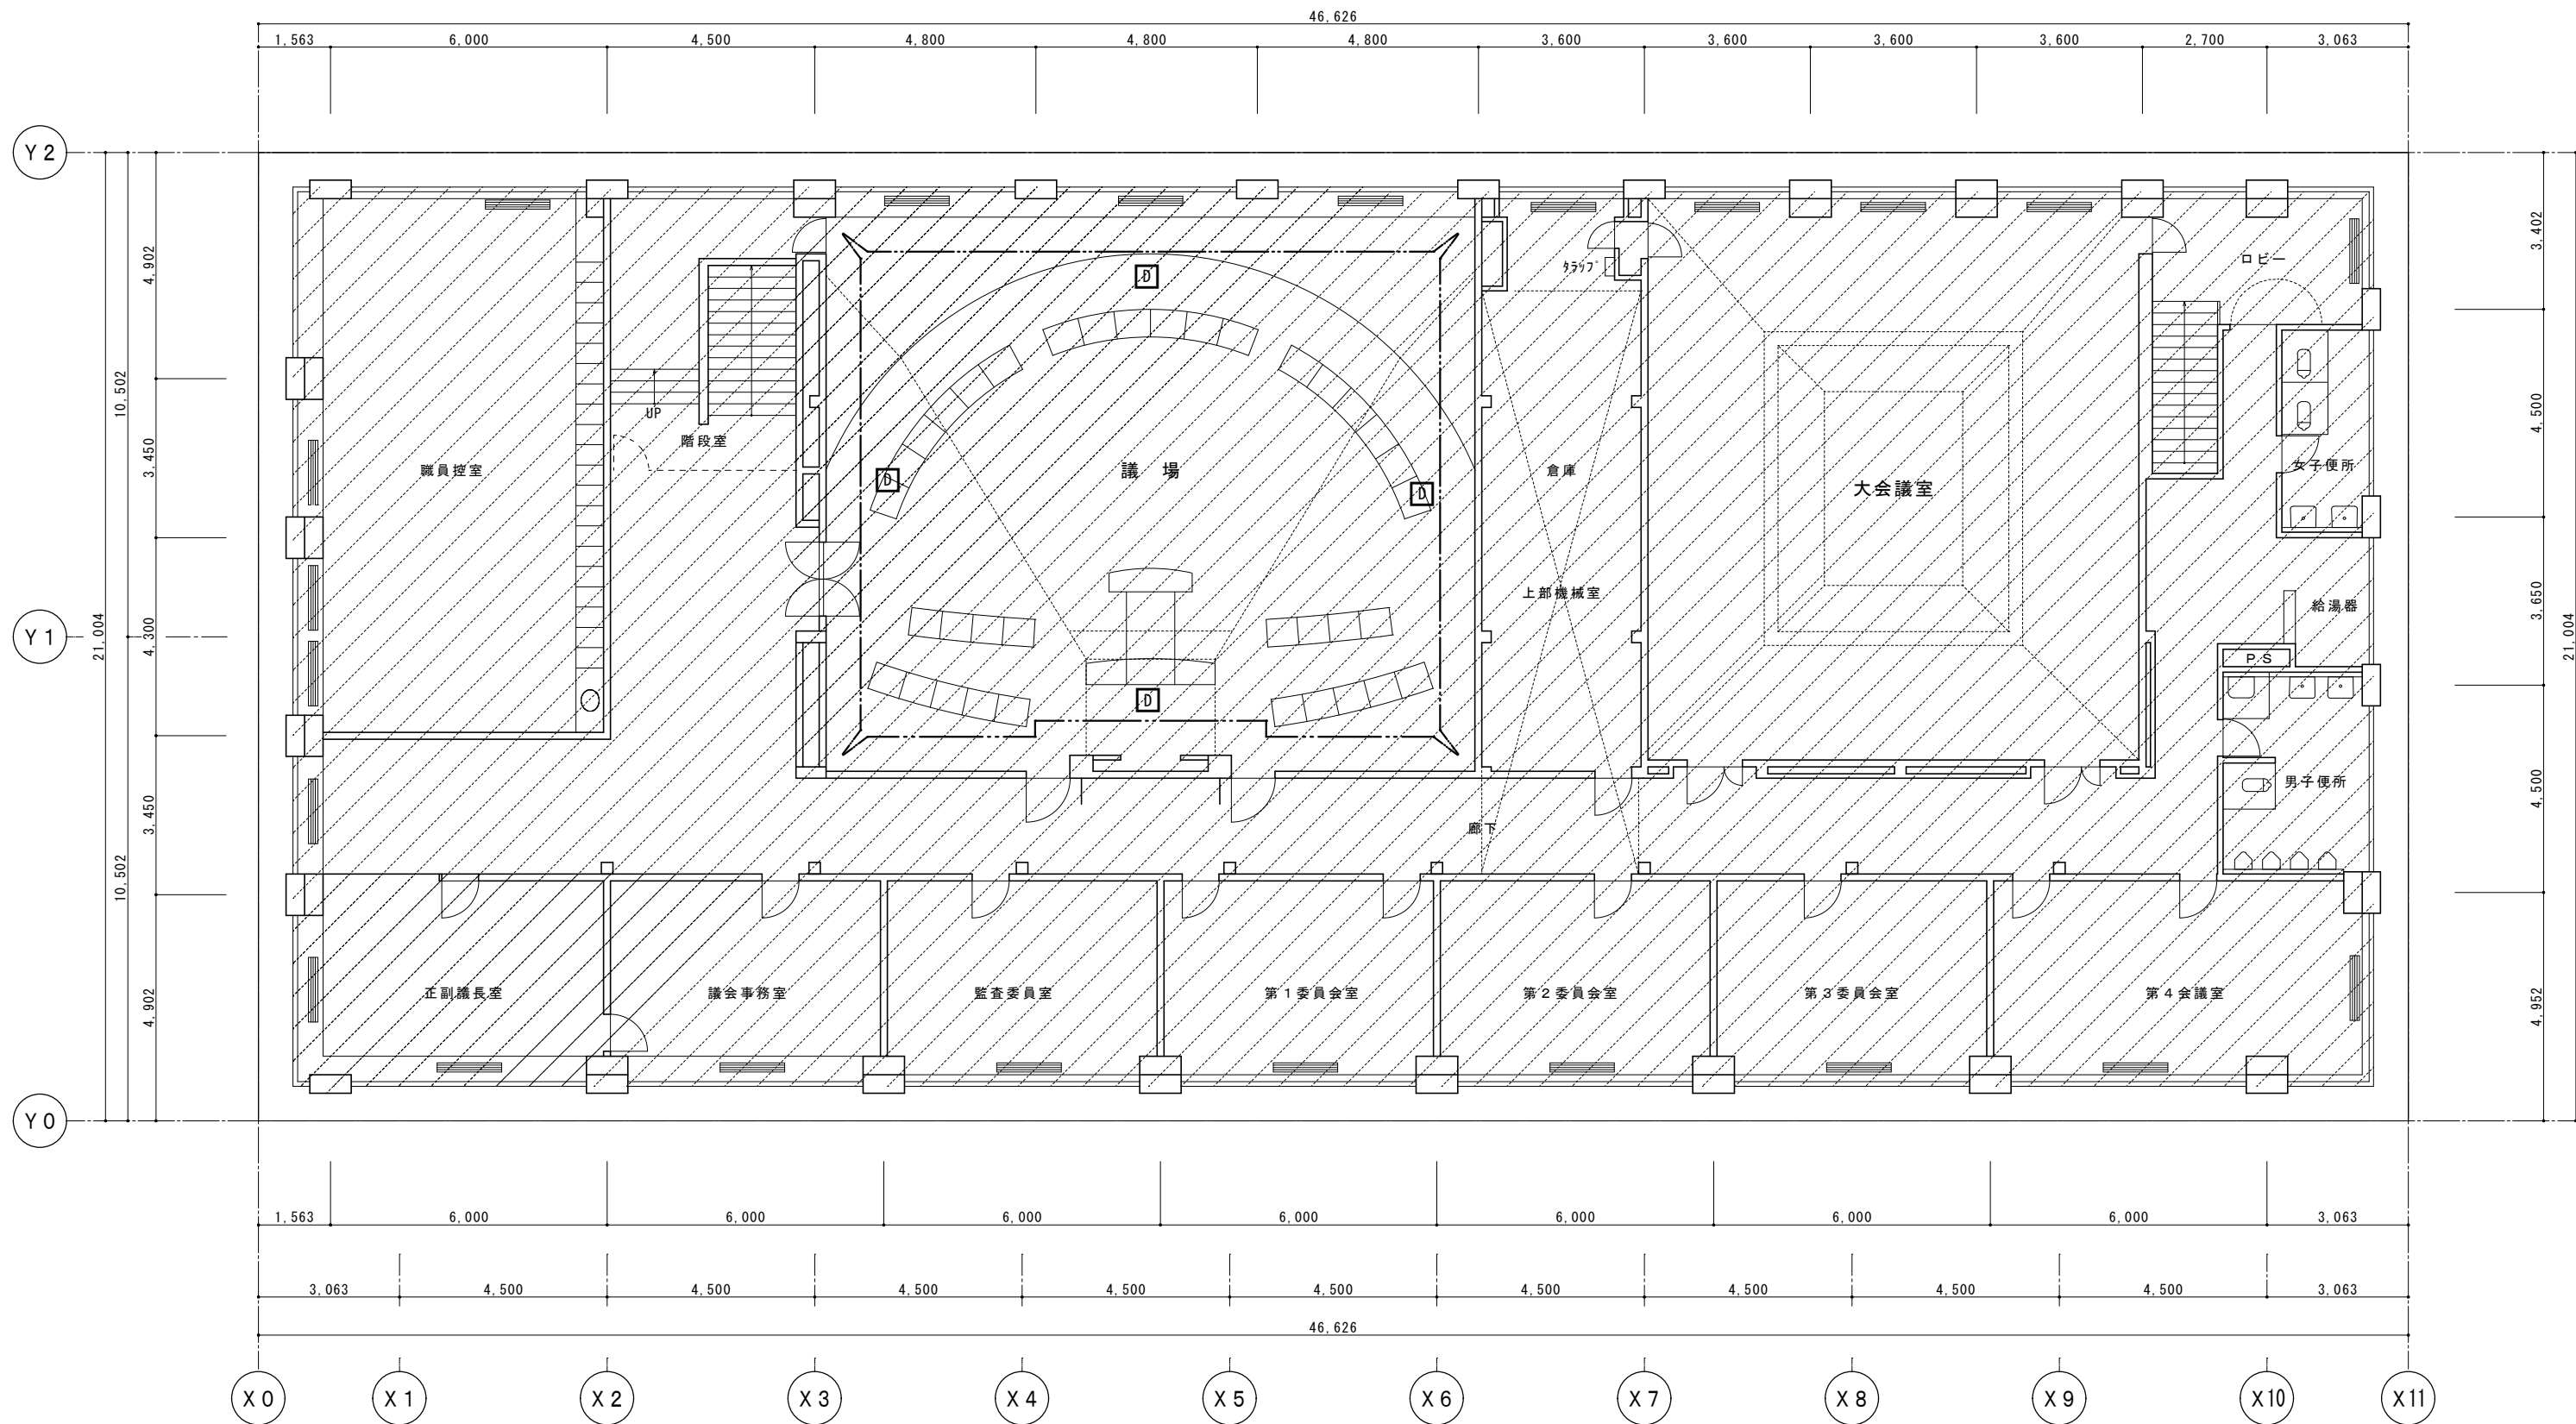 46,626
1,563 6,000 4,500 4,800 4,800 4,800 3,600 3,600 3,600 3,600 2,700 3,063
Y2
4,902
10,502
3,450
21,004
4,300
Y1
3,450
10,502
4,902
Y0
3,402
4,500
3,650
21,004
4,500
4,952
ロビー
タラップ
D
UP
階段室
職員控室
議 場
倉庫
大会議室
女子便所
D
D
上部機械室
給湯器
PS
D
男子便所
廊下
正副議長室
議会事務室
監査委員室
第1委員会室
第2委員会室
第3委員会室
第4会議室
1,563 6,000 6,000 6,000 6,000 6,000 6,000 6,000 3,063
3,063 4,500 4,500 4,500 4,500 4,500 4,500 4,500 4,500 4,500 3,063
46,626
X0 X1 X2 X3 X4 X5 X6 X7 X8 X9 X10 X11